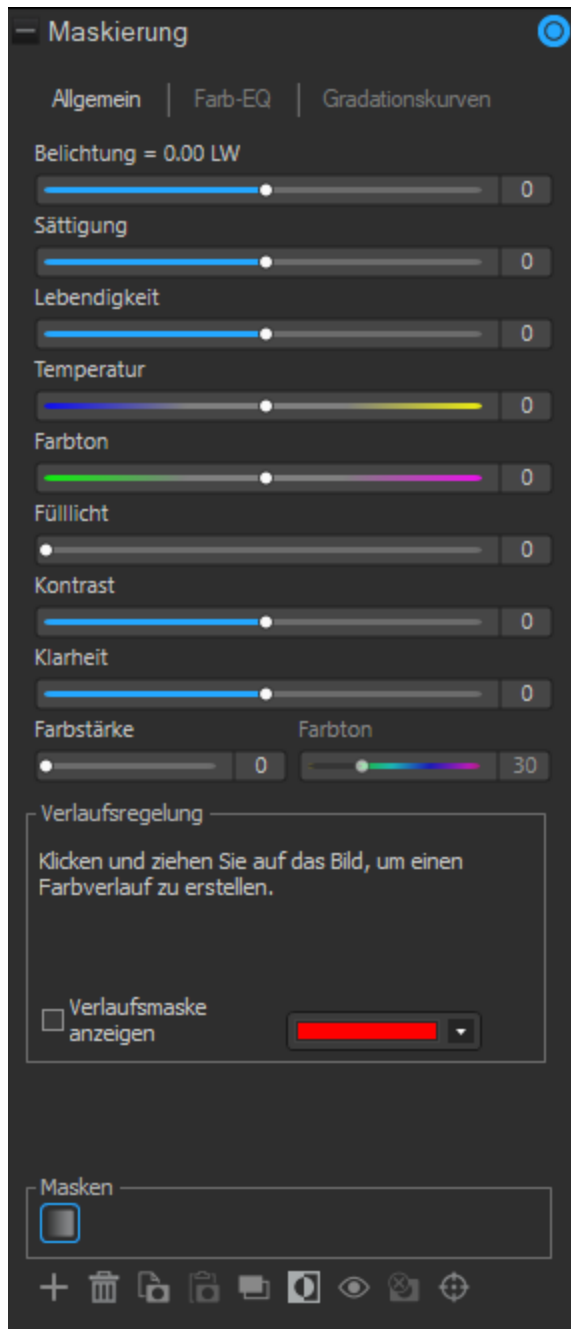 Maskierung
Allgemein | Farb-EQ | Gradationskurven
Belichtung = 0.00 LW
0
Sättigung
0
Lebendigkeit
0
Temperatur
0
Farbton
0
Fülllicht
0
Kontrast
0
Klarheit
0
Farbstärke Farbton
0 30
Verlaufsregelung
Klicken und ziehen Sie auf das Bild, um einen
Farbverlauf zu erstellen.
Verlaufsmaske
anzeigen
Masken